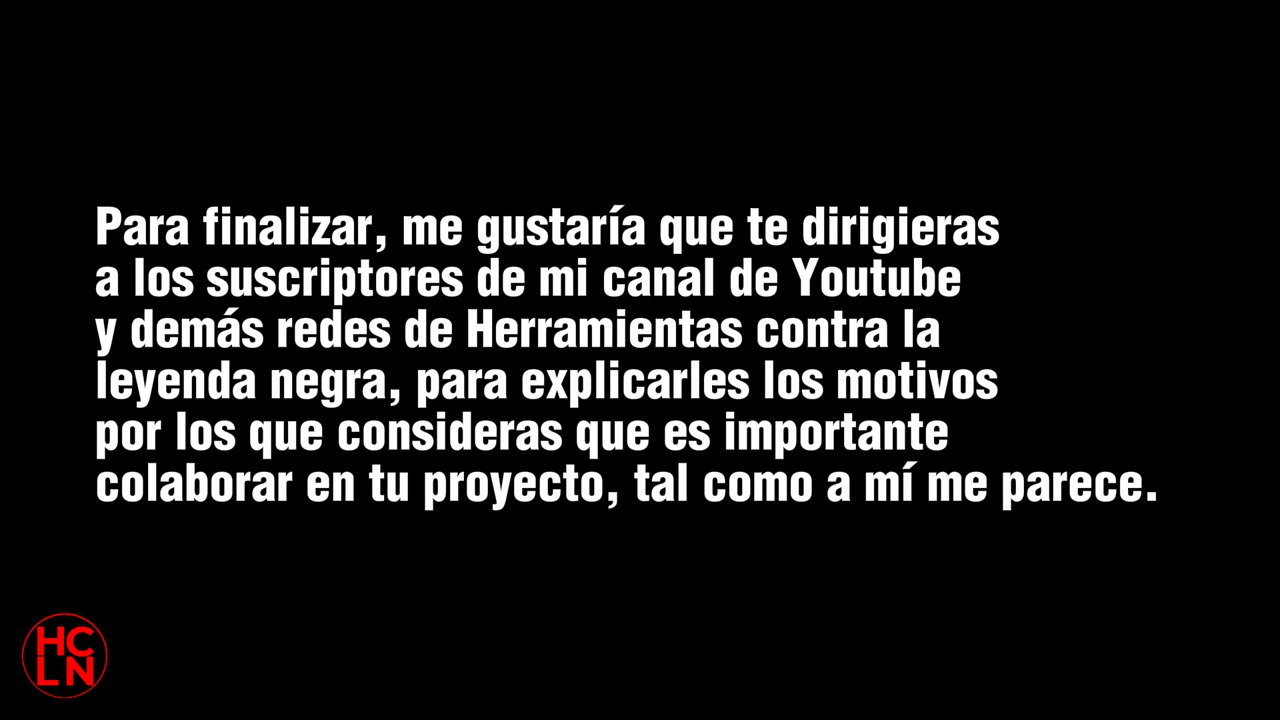 Para finalizar, me gustaría que te dirigieras
a los suscriptores de mi canal de Youtube
y demás redes de Herramientas contra la
leyenda negra, para explicarles los motivos
por los que consideras que es importante
colaborar en tu proyecto, tal como a mí me parece.
HC
LN